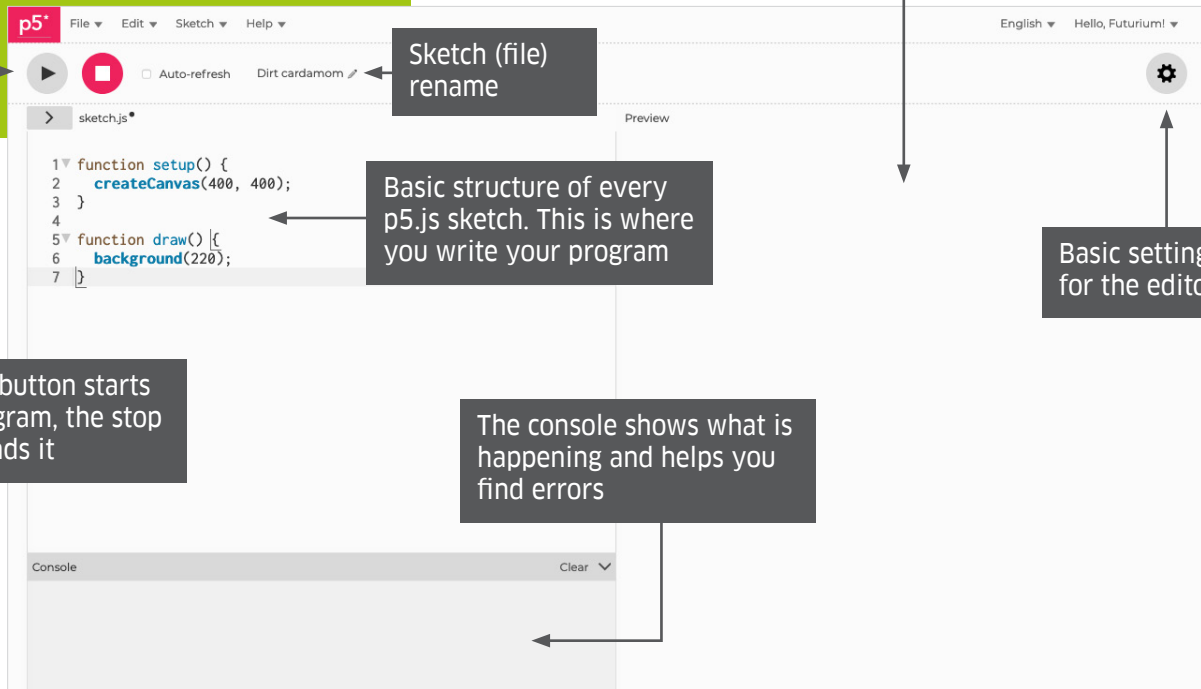 p5* File Edit Sketch Help English Hello, Futurium!
Auto-refresh Dirt cardamom
Sketch (file)
rename
sketch.js
Preview
1 function setup() {
2 createCanvas(400, 400);
3 }
4
5 function draw() {
6 background(220);
7 }
Basic structure of every
p5.js sketch. This is where
you write your program
Basic setting
for the edito
button starts
gram, the stop
nds it
The console shows what is
happening and helps you
find errors
Console Clear